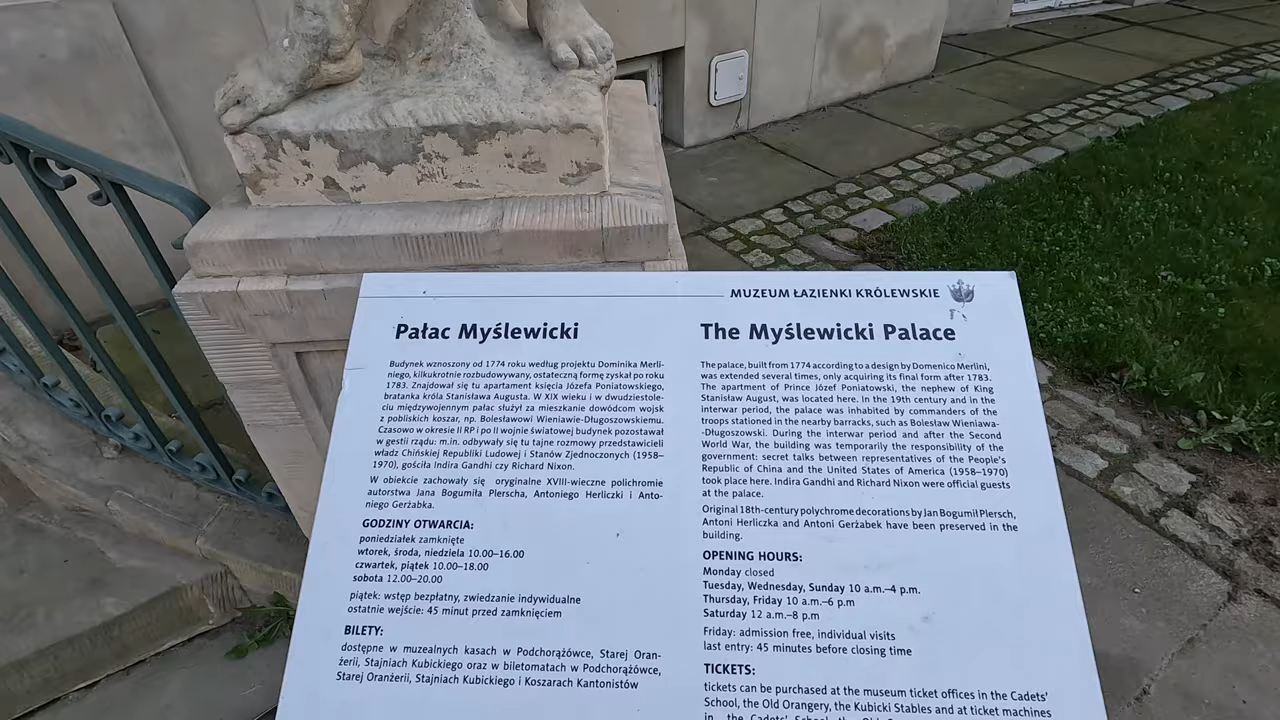 MUZEUM ŁAZIENKI KRÓLEWSKIE
Pałac Myślewicki
Budynek wznoszony od 1774 roku według projektu Dominika Merli-
niego, kilkukrotnie rozbudowywany, ostateczną formę zyskał po roku
1783. Znajdował się tu apartament księcia Józefa Poniatowskiego,
bratanka króla Stanisława Augusta. W XIX wieku i w dwudziestole-
ciu międzywojennym pałac służył za mieszkanie dowódcom wojsk
z pobliskich koszar, np. Bolesławowi Wieniawie-Długoszowskiemu.
Czasowo w okresie II RP i po II wojnie światowej budynek pozostawał
w gestii rządu: m.in. odbywały się tu tajne rozmowy przedstawicieli
władz Chińskiej Republiki Ludowej i Stanów Zjednoczonych (1958–
1970), gościła Indira Gandhi czy Richard Nixon.
W obiekcie zachowały się oryginalne XVIII-wieczne polichromie
autorstwa Jana Bogumiła Plerscha, Antoniego Herliczki i Anto-
niego Gerżabka.
GODZINY OTWARCIA:
poniedziałek zamknięte
wtorek, środa, niedziela 10.00–16.00
czwartek, piątek 10.00–18.00
sobota 12.00–20.00
piątek: wstęp bezpłatny, zwiedzanie indywidualne
ostatnie wejście: 45 minut przed zamknięciem
BILETY:
dostępne w muzealnych kasach w Podchorążówce, Starej Oran-
żerii, Stajniach Kubickiego oraz w biletomatach w Podchorążówce,
Starej Oranżerii, Stajniach Kubickiego i Koszarach Kantonistów
The Myślewicki Palace
The palace, built from 1774 according to a design by Domenico Merlini,
was extended several times, only acquiring its final form after 1783.
The apartment of Prince Józef Poniatowski, the nephew of King
Stanisław August, was located here. In the 19th century and in the
interwar period, the palace was inhabited by commanders of the
troops stationed in the nearby barracks, such as Bolesław Wieniawa-
-Długoszowski. During the interwar period and after the Second
World War, the building was temporarily the responsibility of the
government: secret talks between representatives of the People's
Republic of China and the United States of America (1958–1970)
took place here. Indira Gandhi and Richard Nixon were official guests
at the palace.
Original 18th-century polychrome decorations by Jan Bogumił Plersch,
Antoni Herliczka and Antoni Gerżabek have been preserved in the
building.
OPENING HOURS:
Monday closed
Tuesday, Wednesday, Sunday 10 a.m.–4 p.m.
Thursday, Friday 10 a.m.–6 p.m
Saturday 12 a.m.–8 p.m
Friday: admission free, individual visits
last entry: 45 minutes before closing time
TICKETS:
tickets can be purchased at the museum ticket offices in the Cadets'
School, the Old Orangery, the Kubicki Stables and at ticket machines
in the Cadets' School, the Old